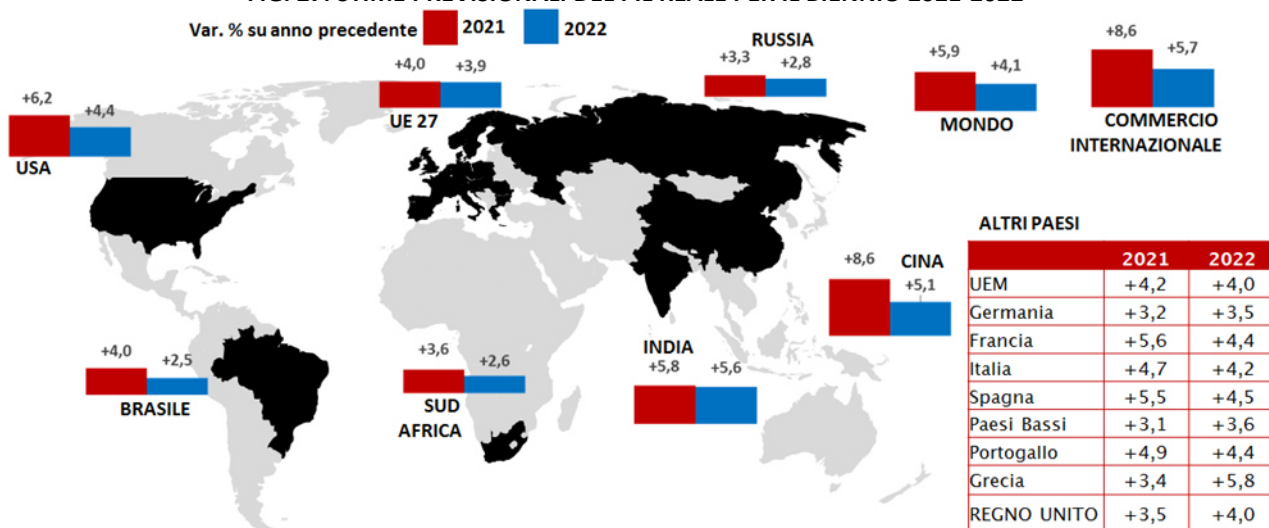 Var. % su anno precedente 2021 2022
+6,2 +4,4
USA
+4,0 +3,9
UE 27
RUSSIA
+3,3 +2,8
+5,9 +4,1
MONDO
+8,6 +5,7
COMMERCIO
INTERNAZIONALE
CINA
+8,6 +5,1
INDIA
+5,8 +5,6
+4,0 +2,5
BRASILE
+3,6 +2,6
SUD
AFRICA
ALTRI PAESI
2021 2022
UEM +4,2 +4,0
Germania +3,2 +3,5
Francia +5,6 +4,4
Italia +4,7 +4,2
Spagna +5,5 +4,5
Paesi Bassi +3,1 +3,6
Portogallo +4,9 +4,4
Grecia +3,4 +5,8
REGNO UNITO +3,5 +4,0